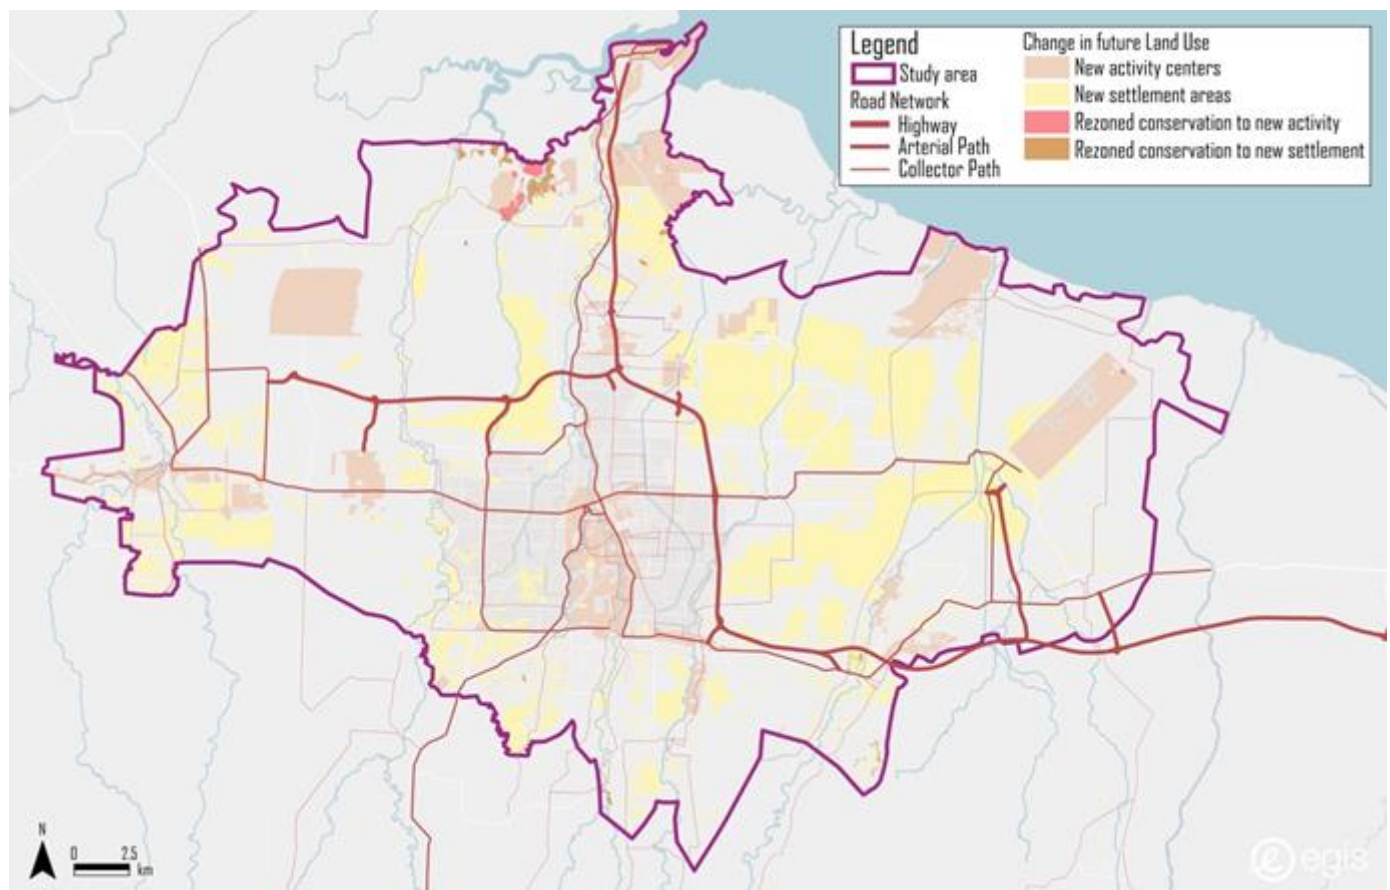 Legend
Study area
Road Network
Highway
Arterial Path
Collector Path
Change in future Land Use
New activity centers
New settlement areas
Rezoned conservation to new activity
Rezoned conservation to new settlement
N
0 2.5
km
egis